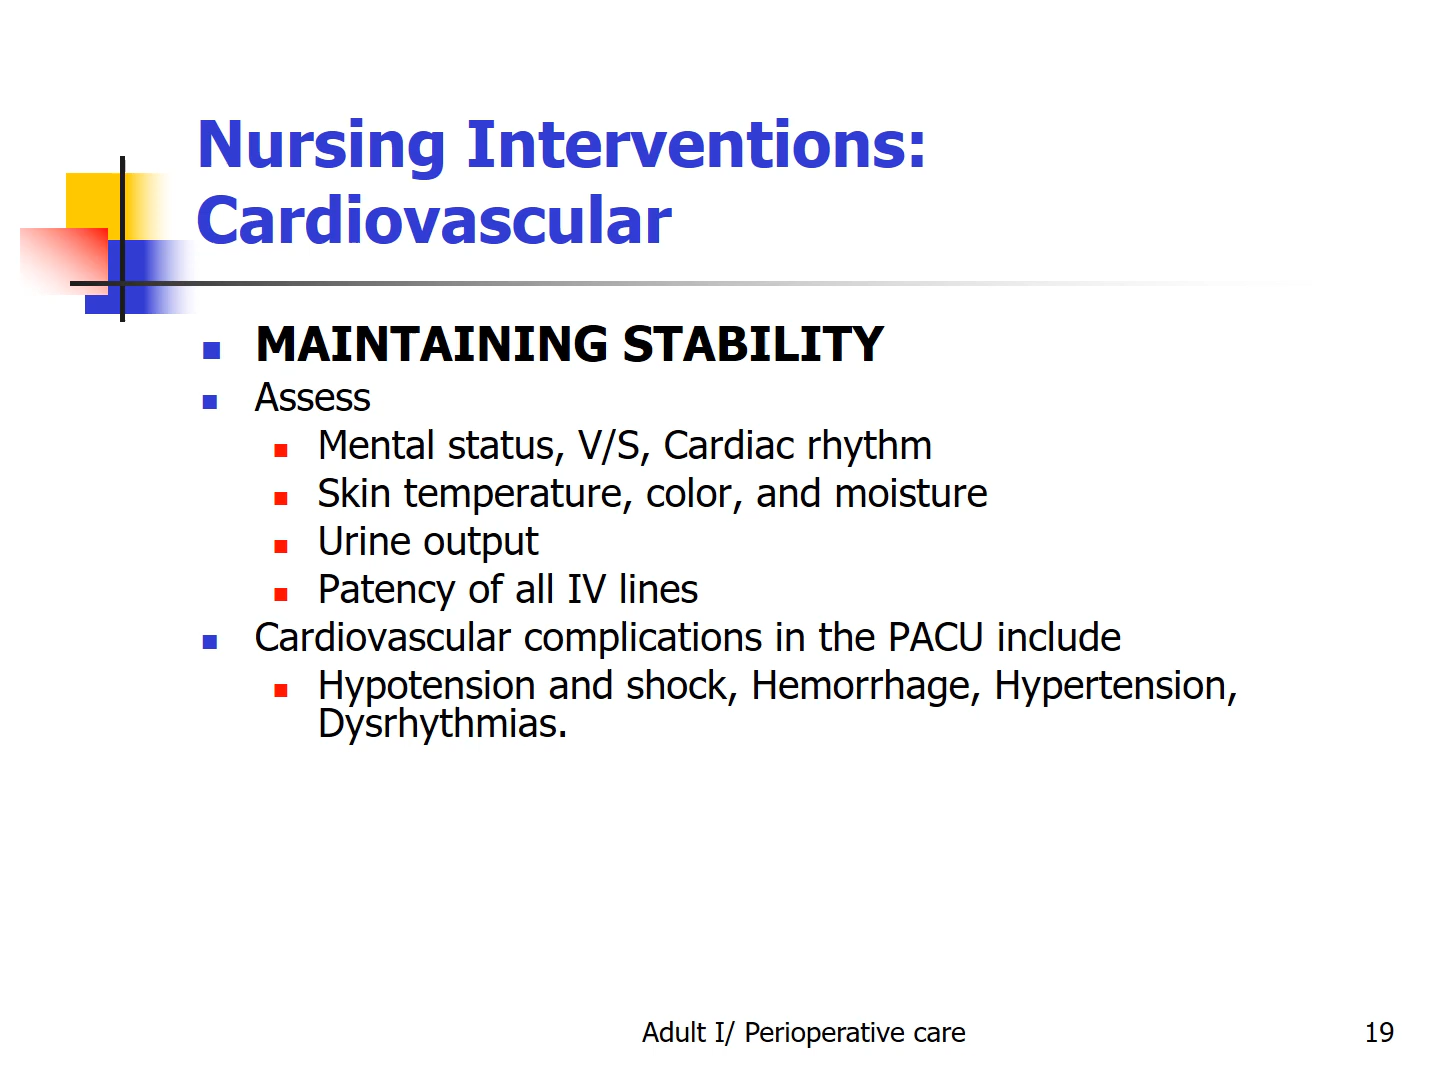 Nursing Interventions:
Cardiovascular
MAINTAINING STABILITY
Assess
Mental status, V/S, Cardiac rhythm
Skin temperature, color, and moisture
Urine output
Patency of all IV lines
Cardiovascular complications in the PACU include
Hypotension and shock, Hemorrhage, Hypertension,
Dysrhythmias.
Adult I/ Perioperative care
19